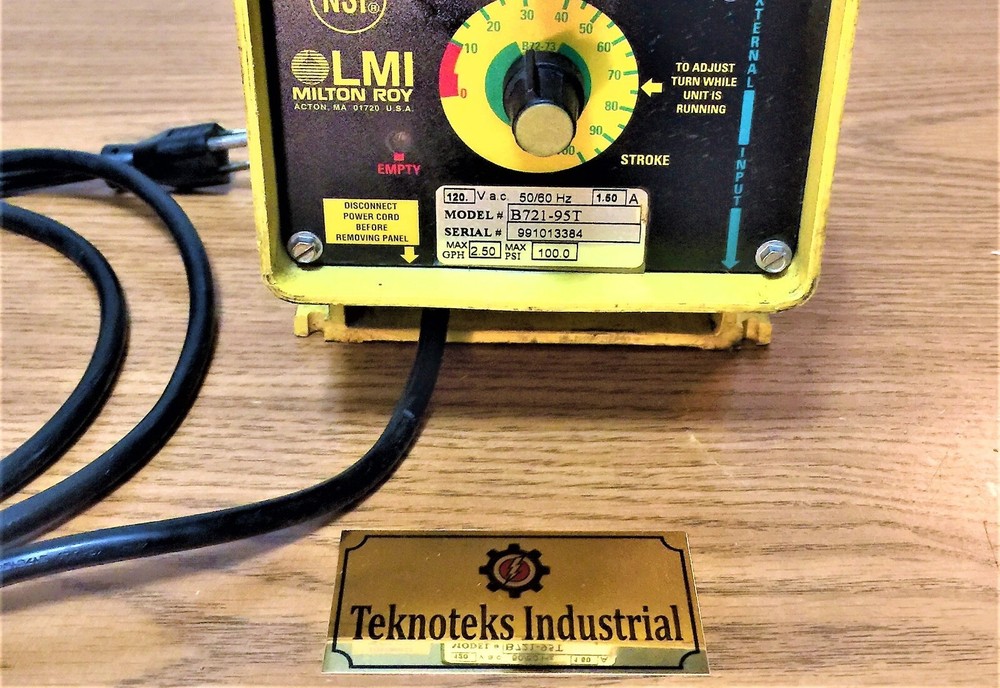 NSF®
LMI
MILTON ROY
ACTON, MA 01720 U.S.A.
EMPTY
DISCONNECT
POWER CORD
BEFORE
REMOVING PANEL
0
10
20
30
40
50
60
70
80
90
100
B72-73
TO ADJUST
TURN WHILE
UNIT IS
RUNNING
STROKE
EXTERNAL
INPUT
120. V a.c. 50/60 Hz 1.50 A
MODEL # B721-95T
SERIAL # 991013384
MAX GPH 2.50 MAX PSI 100.0
Teknoteks Industrial
MODEL # B721-95T